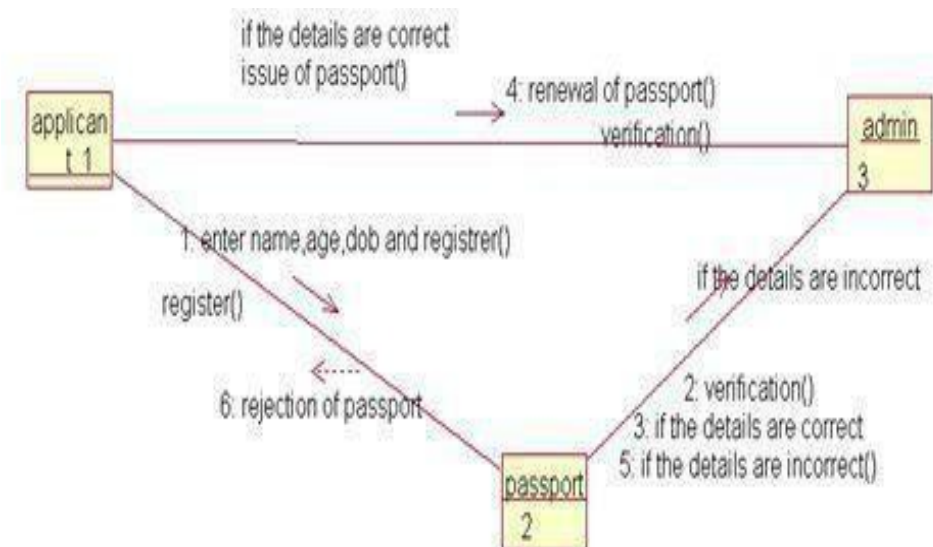 if the details are correct
issue of passport()
4: renewal of passport()
verification()
applican
t 1
admin
3
1: enter name,age,dob and registrer()
register()
if the details are incorrect
6: rejection of passport
2: verification()
3: if the details are correct
5: if the details are incorrect()
passport
2